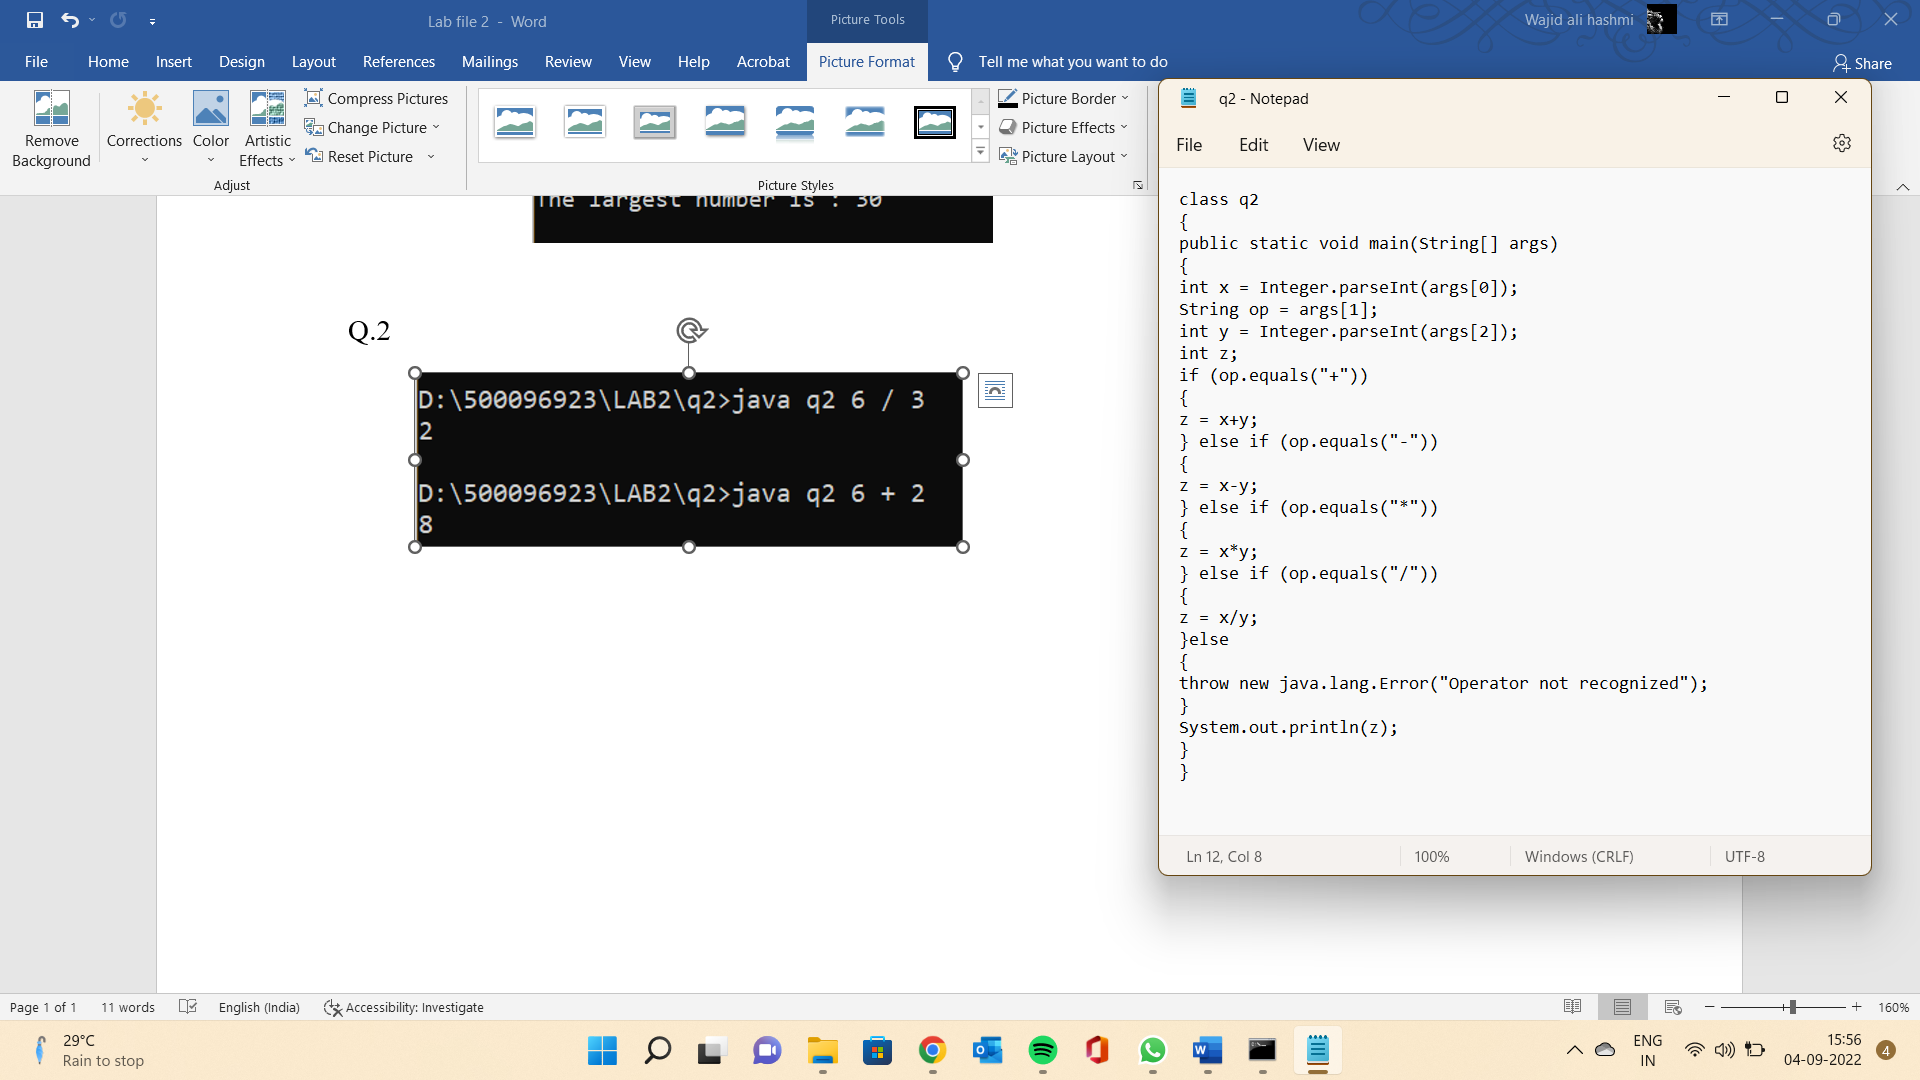 Lab file 2 - Word
Picture Tools
Wajid ali hashmi
File Home Insert Design Layout References Mailings Review View Help Acrobat Picture Format Tell me what you want to do Share
Remove Background
Corrections
Color
Artistic Effects
Compress Pictures
Change Picture
Reset Picture
Adjust
Picture Styles
Picture Border
Picture Effects
Picture Layout
The largest number is : 30
Q.2
D:\500096923\LAB2\q2>java q2 6 / 3
2
D:\500096923\LAB2\q2>java q2 6 + 2
8
q2 - Notepad
File Edit View
class q2
{
public static void main(String[] args)
{
int x = Integer.parseInt(args[0]);
String op = args[1];
int y = Integer.parseInt(args[2]);
int z;
if (op.equals("+"))
{
z = x+y;
} else if (op.equals("-"))
{
z = x-y;
} else if (op.equals("*"))
{
z = x*y;
} else if (op.equals("/"))
{
z = x/y;
}else
{
throw new java.lang.Error("Operator not recognized");
}
System.out.println(z);
}
}
Ln 12, Col 8 100% Windows (CRLF) UTF-8
Page 1 of 1 11 words English (India) Accessibility: Investigate 160%
29°C
Rain to stop
ENG
IN
15:56
04-09-2022
4